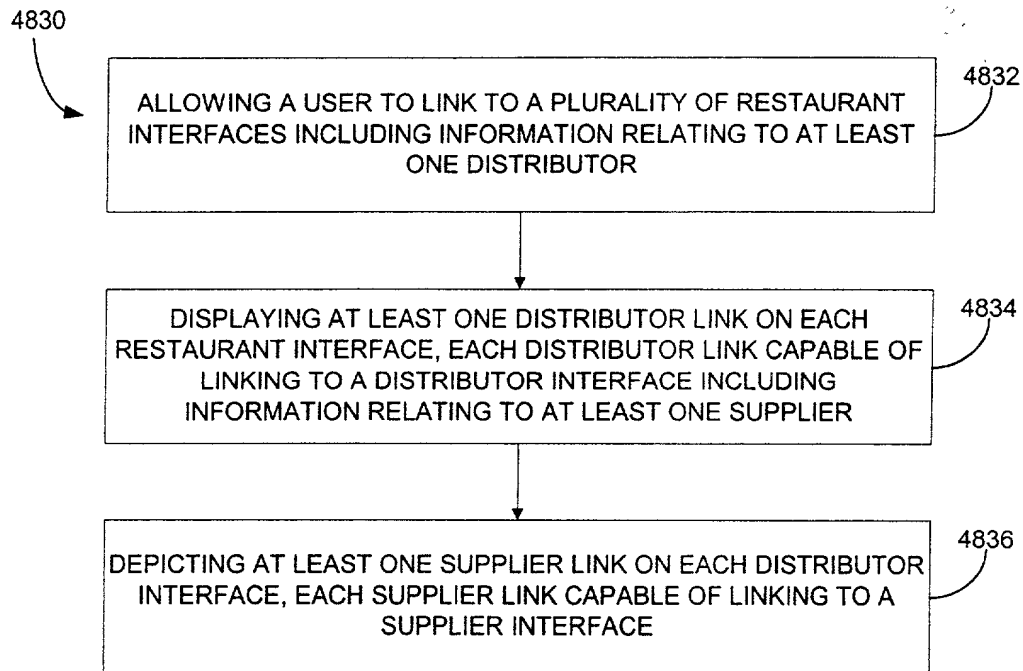 4830
4832
ALLOWING A USER TO LINK TO A PLURALITY OF RESTAURANT
INTERFACES INCLUDING INFORMATION RELATING TO AT LEAST
ONE DISTRIBUTOR
4834
DISPLAYING AT LEAST ONE DISTRIBUTOR LINK ON EACH
RESTAURANT INTERFACE, EACH DISTRIBUTOR LINK CAPABLE OF
LINKING TO A DISTRIBUTOR INTERFACE INCLUDING
INFORMATION RELATING TO AT LEAST ONE SUPPLIER
4836
DEPICTING AT LEAST ONE SUPPLIER LINK ON EACH DISTRIBUTOR
INTERFACE, EACH SUPPLIER LINK CAPABLE OF LINKING TO A
SUPPLIER INTERFACE